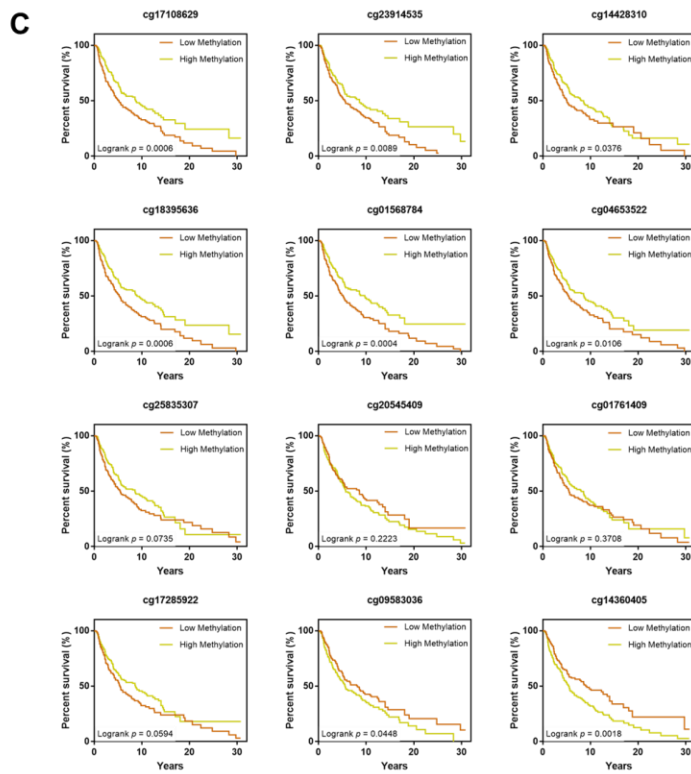 C
cg17108629
Percent survival (%)
100
50
0
0 10 20 30
Years
Low Methylation
High Methylation
Logrank p = 0.0006
cg23914535
Percent survival (%)
100
50
0
0 10 20 30
Years
Low Methylation
High Methylation
Logrank p = 0.0089
cg14428310
Percent survival (%)
100
50
0
0 10 20 30
Years
Low Methylation
High Methylation
Logrank p = 0.0376
cg18395636
Percent survival (%)
100
50
0
0 10 20 30
Years
Low Methylation
High Methylation
Logrank p = 0.0006
cg01568784
Percent survival (%)
100
50
0
0 10 20 30
Years
Low Methylation
High Methylation
Logrank p = 0.0004
cg04653522
Percent survival (%)
100
50
0
0 10 20 30
Years
Low Methylation
High Methylation
Logrank p = 0.0106
cg25835307
Percent survival (%)
100
50
0
0 10 20 30
Years
Low Methylation
High Methylation
Logrank p = 0.0735
cg20545409
Percent survival (%)
100
50
0
0 10 20 30
Years
Low Methylation
High Methylation
Logrank p = 0.2223
cg01761409
Percent survival (%)
100
50
0
0 10 20 30
Years
Low Methylation
High Methylation
Logrank p = 0.3708
cg17285922
Percent survival (%)
100
50
0
0 10 20 30
Years
Low Methylation
High Methylation
Logrank p = 0.0594
cg09583036
Percent survival (%)
100
50
0
0 10 20 30
Years
Low Methylation
High Methylation
Logrank p = 0.0448
cg14360405
Percent survival (%)
100
50
0
0 10 20 30
Years
Low Methylation
High Methylation
Logrank p = 0.0018